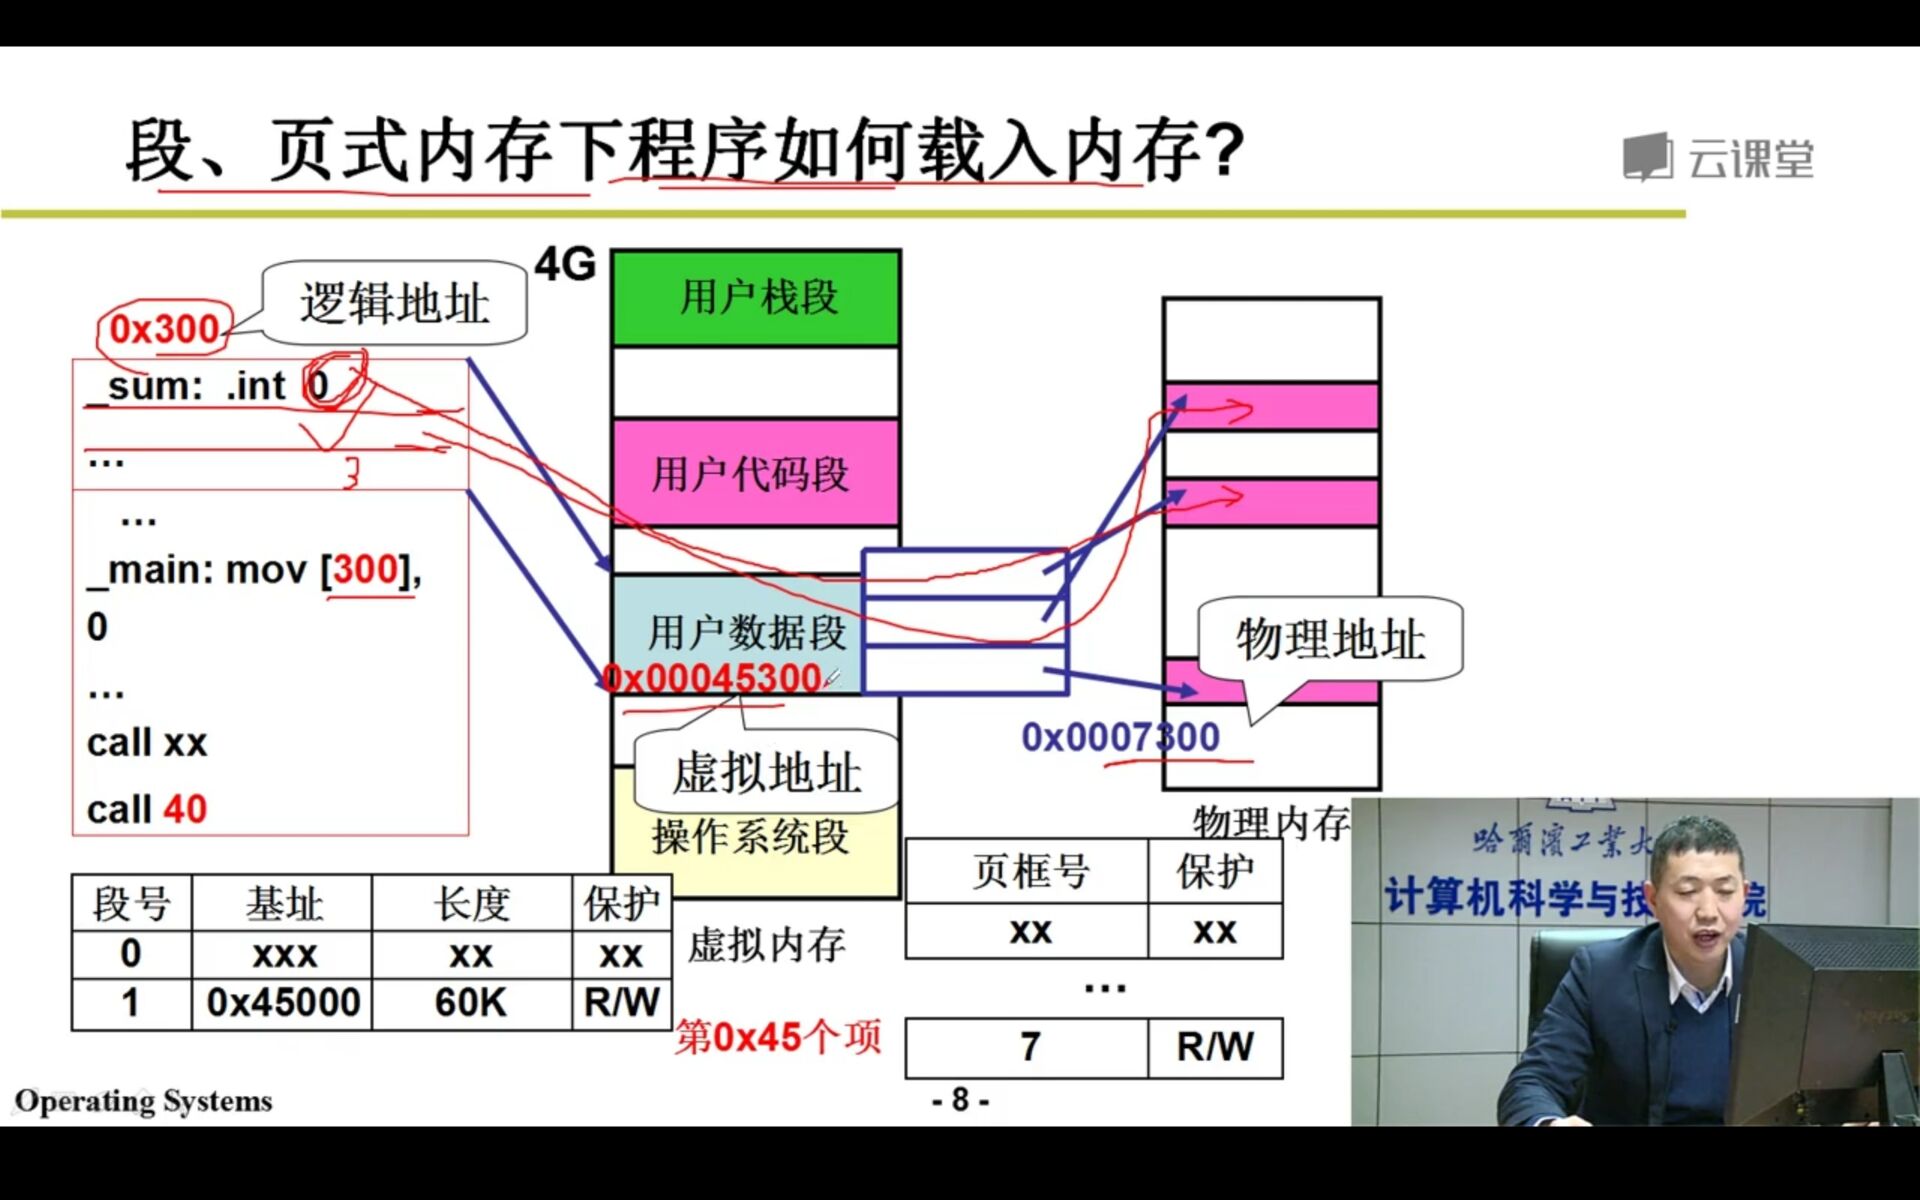 段、页式内存下程序如何载入内存?
云课堂
4G
逻辑地址
0x300
_sum: .int 0
...
3
...
_main: mov [300],
0
...
call xx
call 40
用户栈段
用户代码段
用户数据段
0x00045300
虚拟地址
操作系统段
虚拟内存
物理地址
0x0007300
物理内存
段号 基址 长度 保护
0 xxx xx xx
1 0x45000 60K R/W
第0x45个项
页框号 保护
xx xx
...
7 R/W
哈尔滨工業大
计算机科学与技 院
Operating Systems
- 8 -